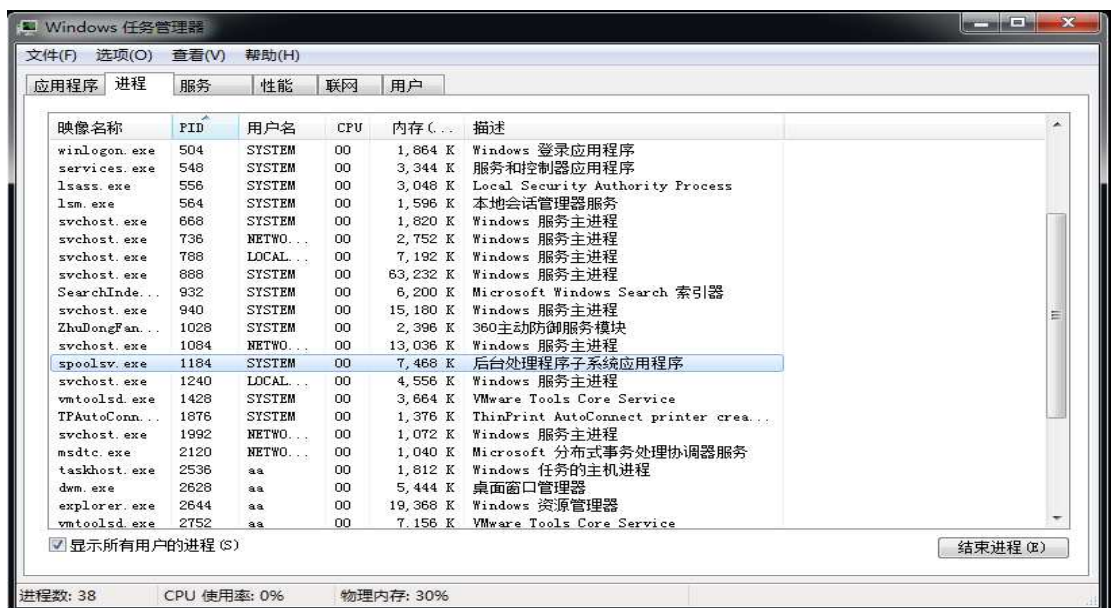 Windows 任务管理器
文件(F) 选项(O) 查看(V) 帮助(H)
应用程序 进程 服务 性能 联网 用户
映像名称 PID 用户名 CPU 内存(... 描述
winlogon.exe 504 SYSTEM 00 1,864 K Windows 登录应用程序
services.exe 548 SYSTEM 00 3,344 K 服务和控制器应用程序
lsass.exe 556 SYSTEM 00 3,048 K Local Security Authority Process
lsm.exe 564 SYSTEM 00 1,596 K 本地会话管理器服务
svchost.exe 668 SYSTEM 00 1,820 K Windows 服务主进程
svchost.exe 736 NETWO... 00 2,752 K Windows 服务主进程
svchost.exe 788 LOCAL... 00 7,192 K Windows 服务主进程
svchost.exe 888 SYSTEM 00 63,232 K Windows 服务主进程
SearchInde... 932 SYSTEM 00 6,200 K Microsoft Windows Search 索引器
svchost.exe 940 SYSTEM 00 15,180 K Windows 服务主进程
ZhuDongFan... 1028 SYSTEM 00 2,396 K 360主动防御服务模块
svchost.exe 1084 NETWO... 00 13,036 K Windows 服务主进程
spoolsv.exe 1184 SYSTEM 00 7,468 K 后台处理程序子系统应用程序
svchost.exe 1240 LOCAL... 00 4,556 K Windows 服务主进程
vmtoolsd.exe 1428 SYSTEM 00 3,664 K VMware Tools Core Service
TPAutoConn... 1876 SYSTEM 00 1,376 K ThinPrint AutoConnect printer crea...
svchost.exe 1992 NETWO... 00 1,072 K Windows 服务主进程
msdtc.exe 2120 NETWO... 00 1,040 K Microsoft 分布式事务处理协调器服务
taskhost.exe 2536 aa 00 1,812 K Windows 任务的主机进程
dwm.exe 2628 aa 00 5,444 K 桌面窗口管理器
explorer.exe 2644 aa 00 19,368 K Windows 资源管理器
vmtoolsd.exe 2752 aa 00 7,156 K VMware Tools Core Service
显示所有用户的进程(S) 结束进程(E)
进程数: 38 CPU 使用率: 0% 物理内存: 30%